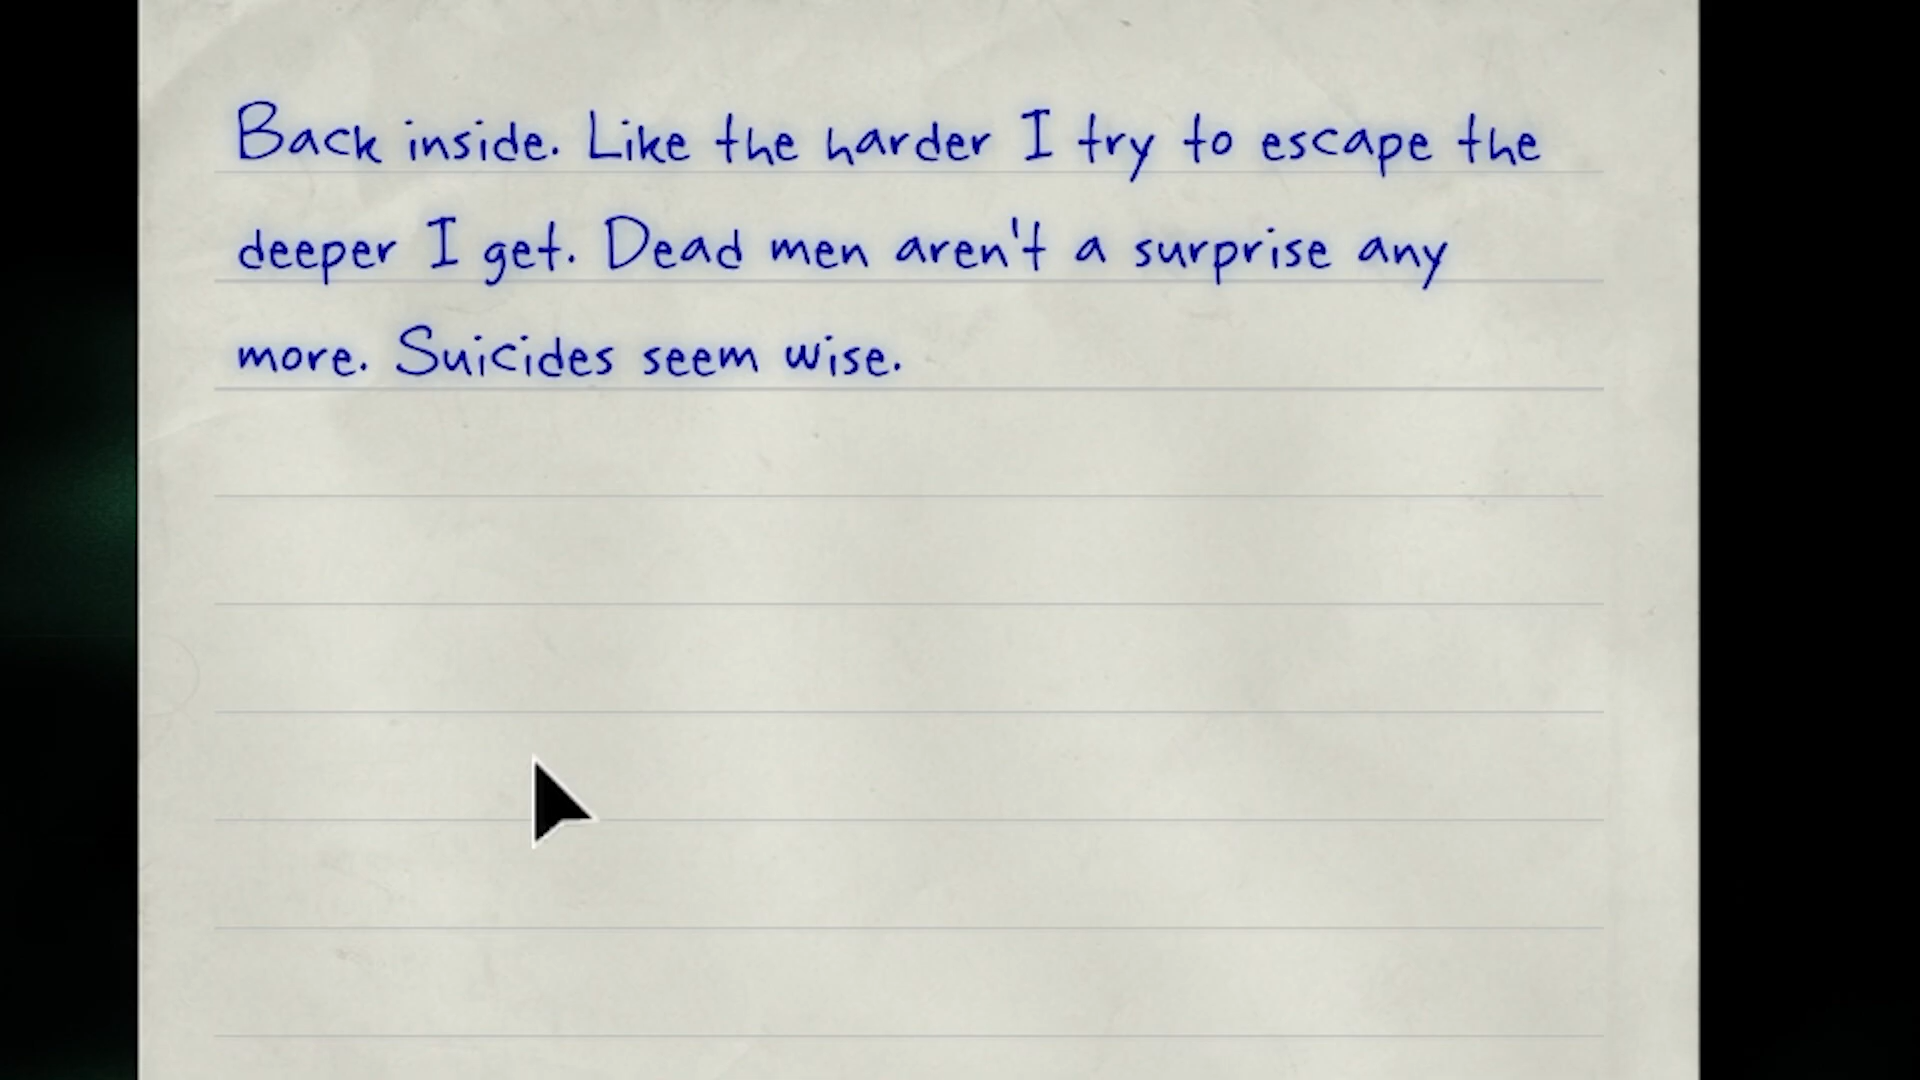 Back inside. Like the harder I try to escape the
deeper I get. Dead men aren't a surprise any
more. Suicides seem wise.